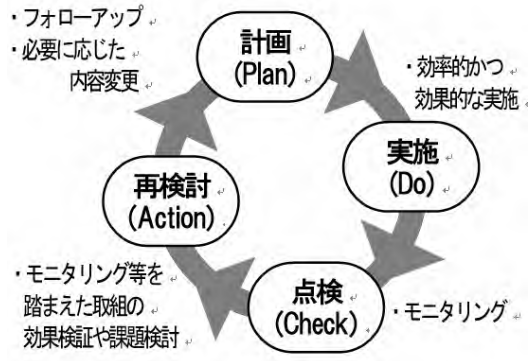 ・フォローアップ
・必要に応じた
内容変更
計画
(Plan)
・効率的かつ
効果的な実施
実施
(Do)
点検
(Check)
・モニタリング
再検討
(Action)
・モニタリング等を
踏まえた取組の
効果検証や課題検討